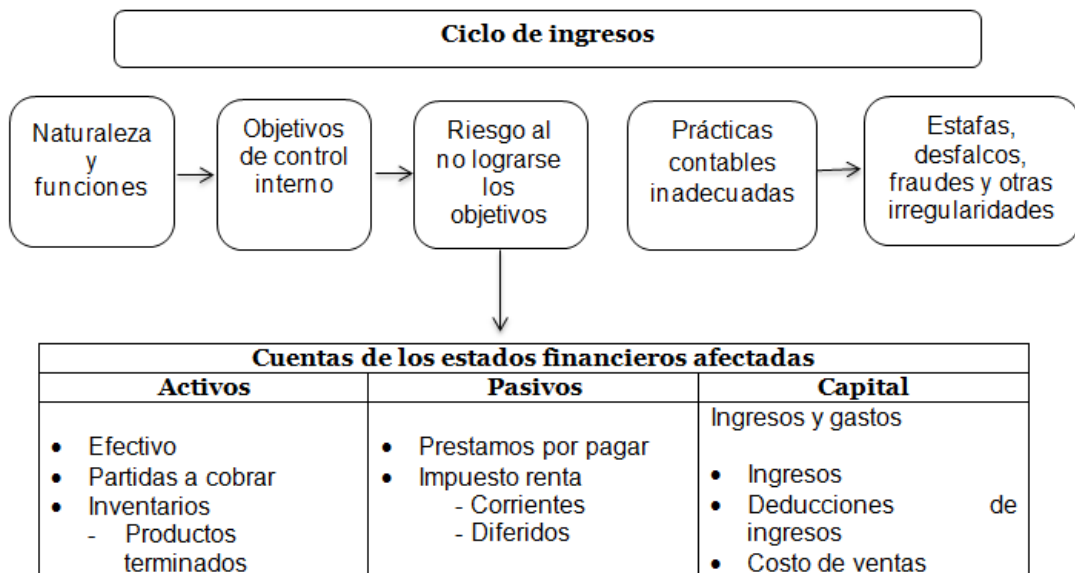 Ciclo de ingresos
Naturaleza
y
funciones
Objetivos
de control
interno
Riesgo al
no lograrse
los
objetivos
Prácticas
contables
inadecuadas
Estafas,
desfalcos,
fraudes y otras
irregularidades
Cuentas de los estados financieros afectadas
Activos
Pasivos
Capital
• Efectivo
• Partidas a cobrar
• Inventarios
- Productos
terminados
• Prestamos por pagar
• Impuesto renta
- Corrientes
- Diferidos
Ingresos y gastos
• Ingresos
• Deducciones de
ingresos
• Costo de ventas